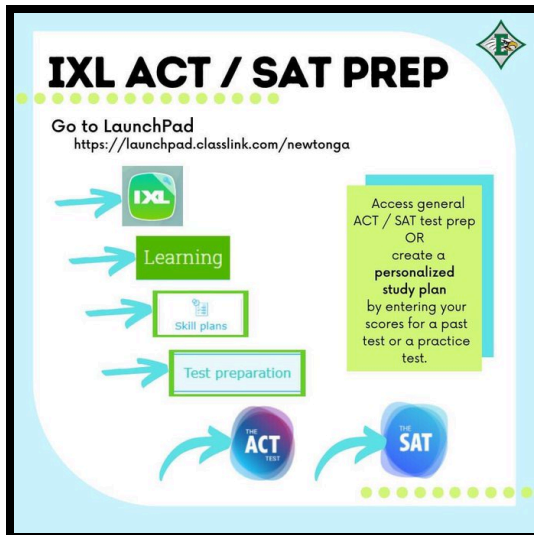 E
IXL ACT / SAT PREP
Go to LaunchPad
https://launchpad.classlink.com/newtonga
IXL
Learning
Skill plans
Test preparation
Access general
ACT / SAT test prep
OR
create a
personalized
study plan
by entering your
scores for a past
test or a practice
test.
THE
ACT
TEST
THE
SAT